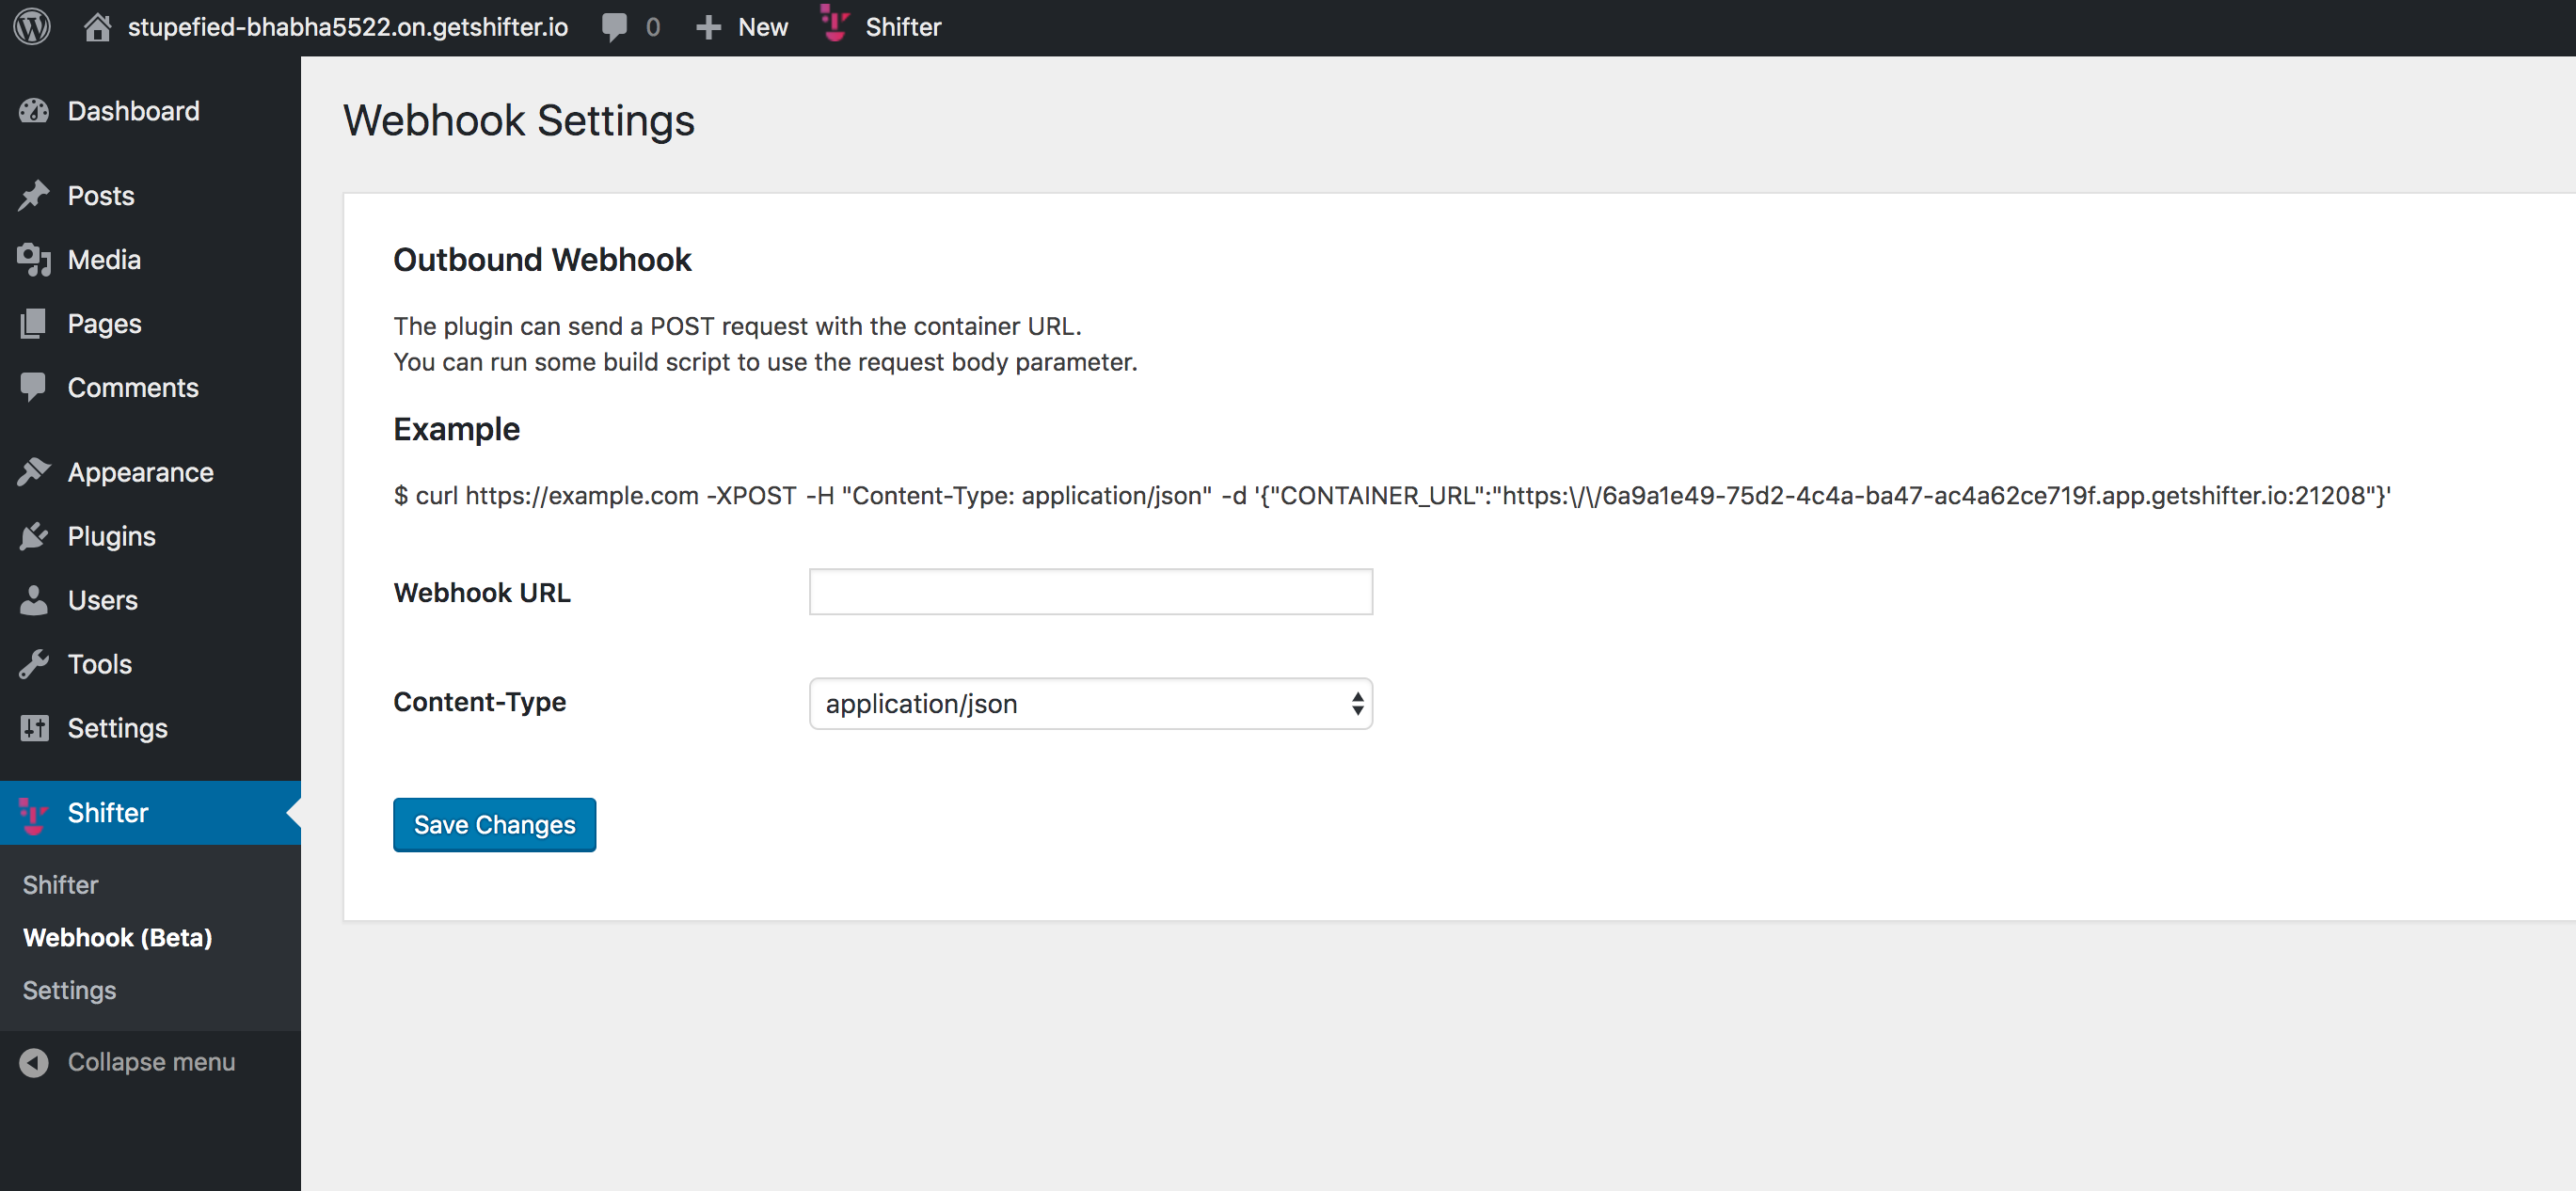 stupefied-bhabha5522.on.getshifter.io 0 New Shifter
Dashboard
Posts
Media
Pages
Comments
Appearance
Plugins
Users
Tools
Settings
Shifter
Shifter
Webhook (Beta)
Settings
Collapse menu
Webhook Settings
Outbound Webhook
The plugin can send a POST request with the container URL.
You can run some build script to use the request body parameter.
Example
$ curl https://example.com -XPOST -H "Content-Type: application/json" -d '{"CONTAINER_URL":"https:\/\/6a9a1e49-75d2-4c4a-ba47-ac4a62ce719f.app.getshifter.io:21208"}'
Webhook URL
Content-Type application/json
Save Changes